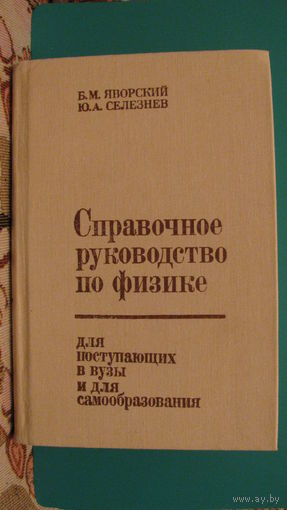 Б.М. ЯВОРСКИЙ
Ю.А. СЕЛЕЗНЕВ
Справочное
руководство
по физике
для
поступающих
в вузы
и для
самообразования
www.ay.by